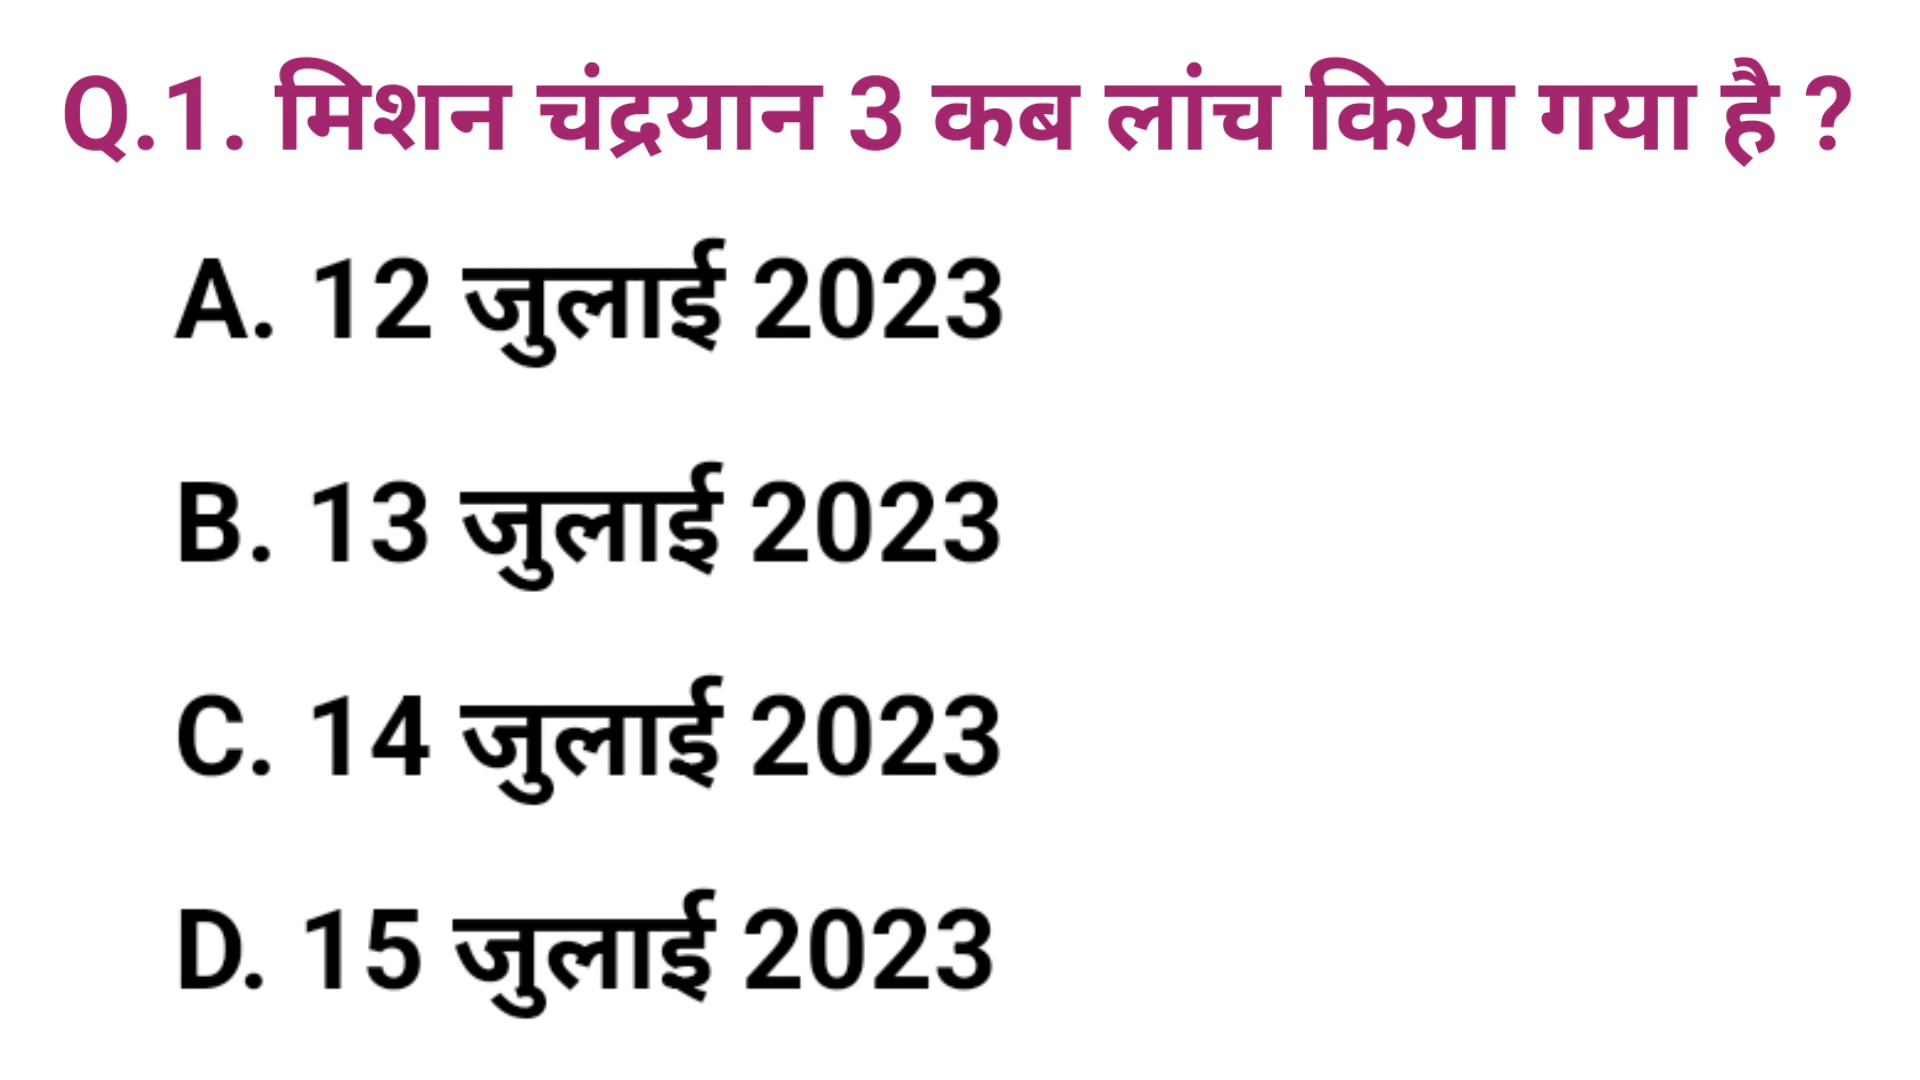 Q.1. मिशन चंद्रयान 3 कब लांच किया गया है ?
A. 12 जुलाई 2023
B. 13 जुलाई 2023
C. 14 जुलाई 2023
D. 15 जुलाई 2023